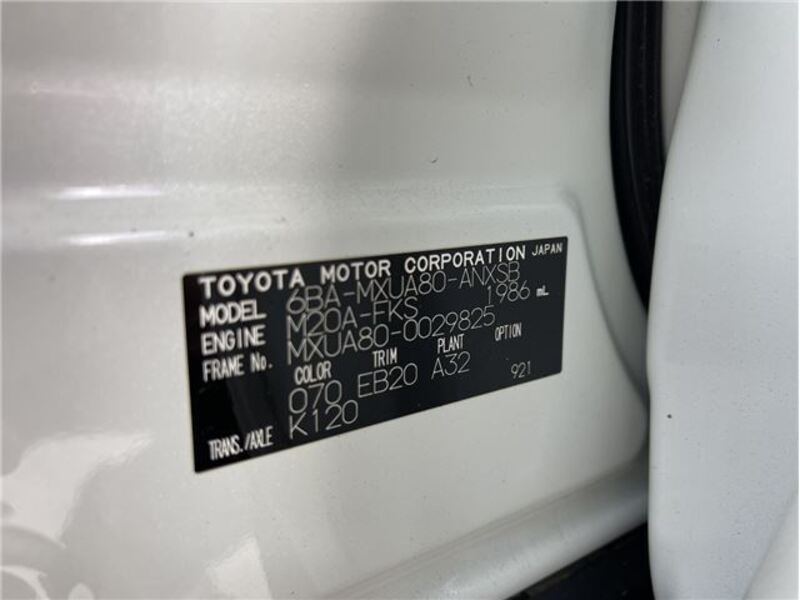 TOYOTA MOTOR CORPORATION JAPAN
MODEL 6BA-MXUA80-ANXSB
ENGINE M20A-FKS 1986 mL
FRAME No. MXUA80-0029825
COLOR TRIM PLANT OPTION
070 EB20 A32
TRANS./AXLE K120 921